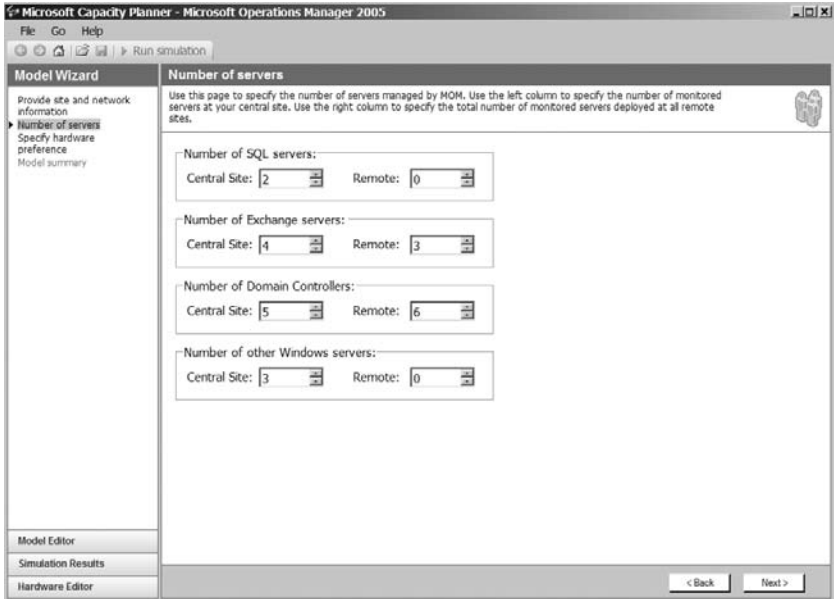 Microsoft Capacity Planner - Microsoft Operations Manager 2005
File Go Help
Run simulation
Model Wizard
Provide site and network
information
Number of servers
Specify hardware
preference
Model summary
Number of servers
Use this page to specify the number of servers managed by MOM. Use the left column to specify the number of monitored
servers at your central site. Use the right column to specify the total number of monitored servers deployed at all remote
sites.
Number of SQL servers:
Central Site: 2 Remote: 0
Number of Exchange servers:
Central Site: 4 Remote: 3
Number of Domain Controllers:
Central Site: 5 Remote: 6
Number of other Windows servers:
Central Site: 3 Remote: 0
Model Editor
Simulation Results
Hardware Editor
< Back Next >